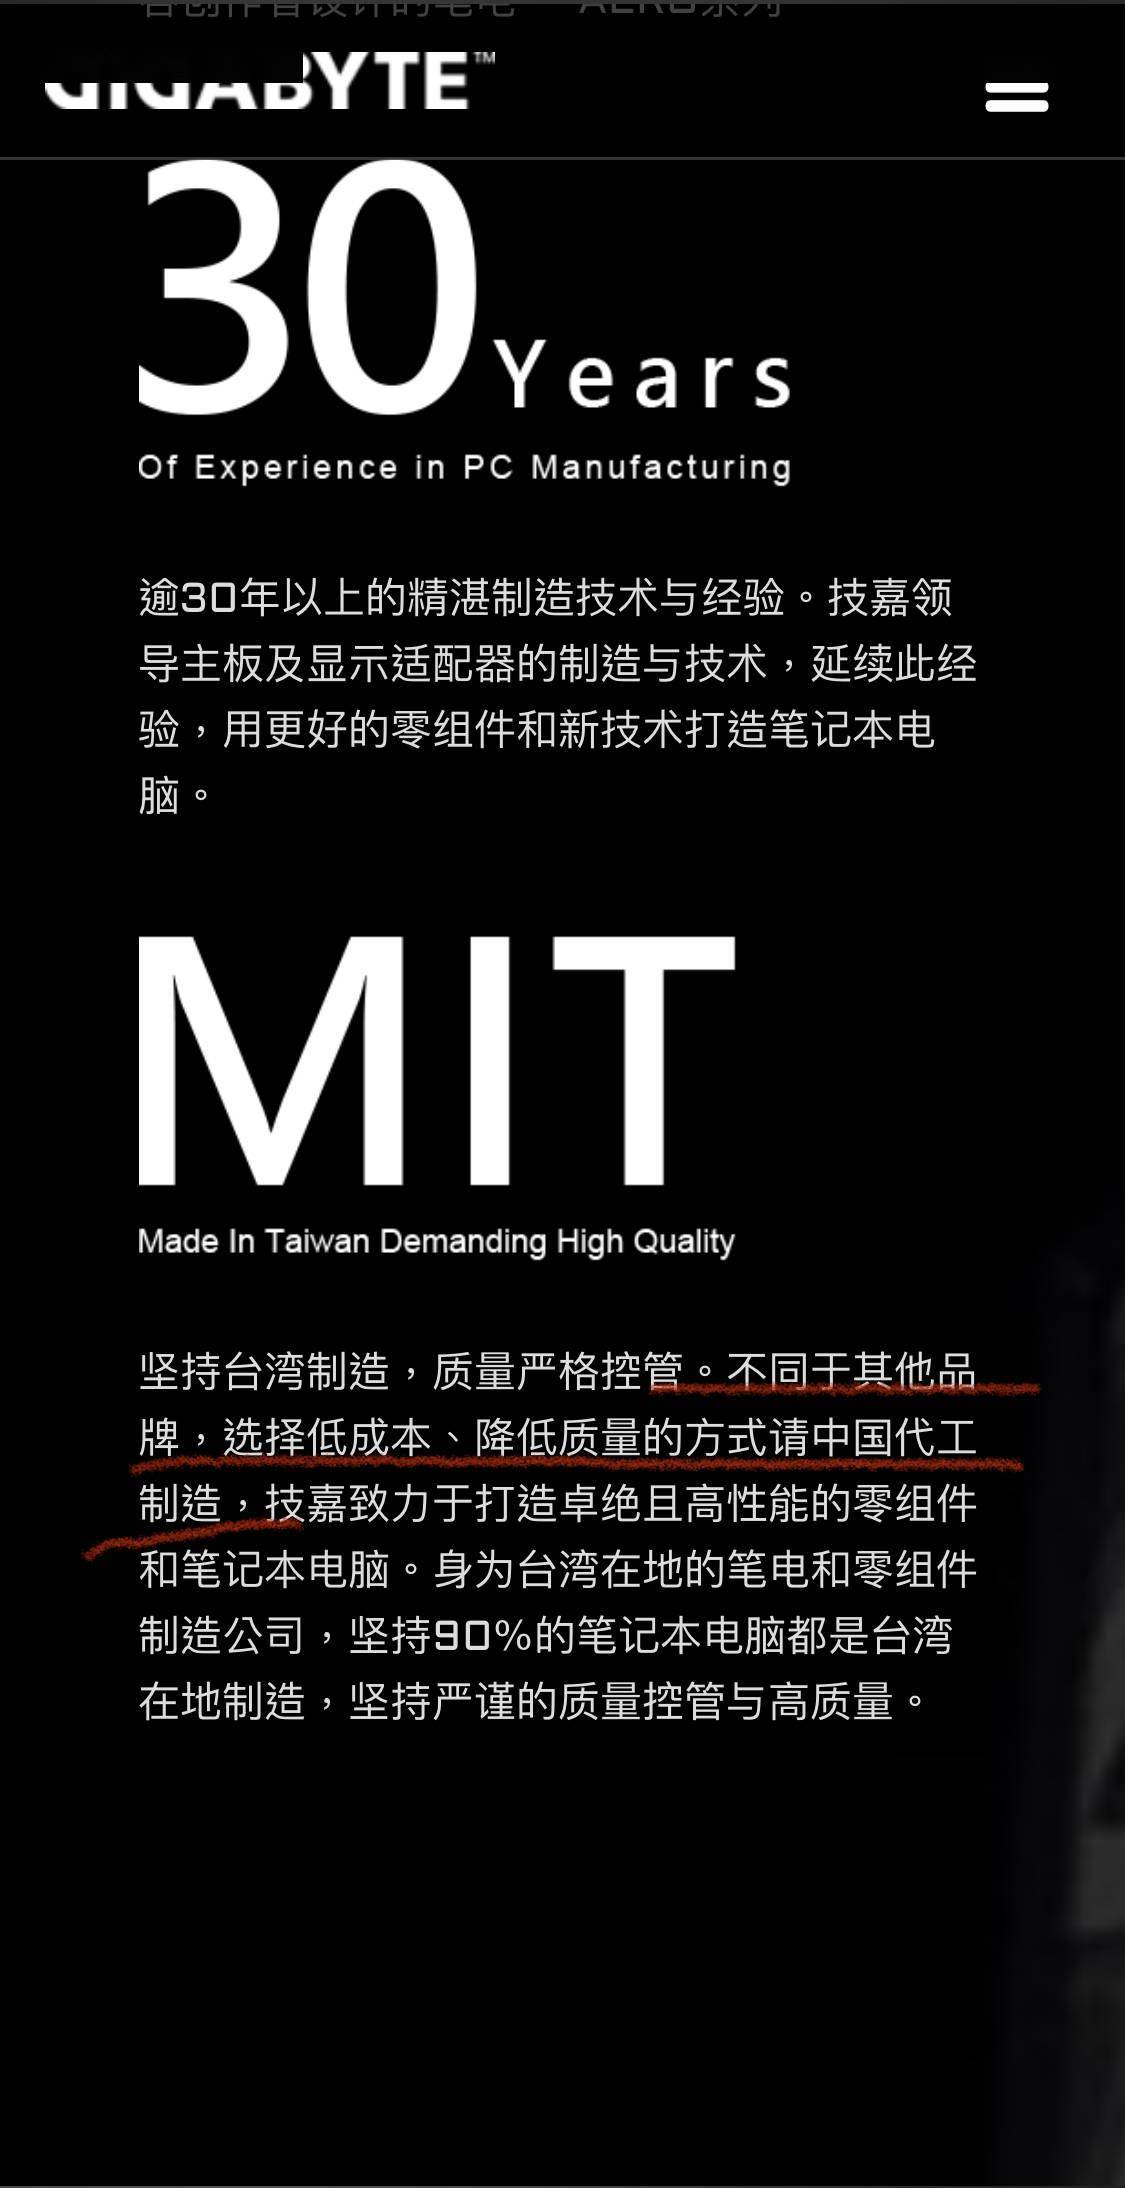 GIGABYTE™
30 Years
Of Experience in PC Manufacturing
逾30年以上的精湛制造技术与经验。技嘉领
导主板及显示适配器的制造与技术，延续此经
验，用更好的零组件和新技术打造笔记本电
脑。
MIT
Made In Taiwan Demanding High Quality
坚持台湾制造，质量严格控管。不同于其他品
牌，选择低成本、降低质量的方式请中国代工
制造，技嘉致力于打造卓绝且高性能的零组件
和笔记本电脑。身为台湾在地的笔电和零组件
制造公司，坚持90%的笔记本电脑都是台湾
在地制造，坚持严谨的质量控管与高质量。